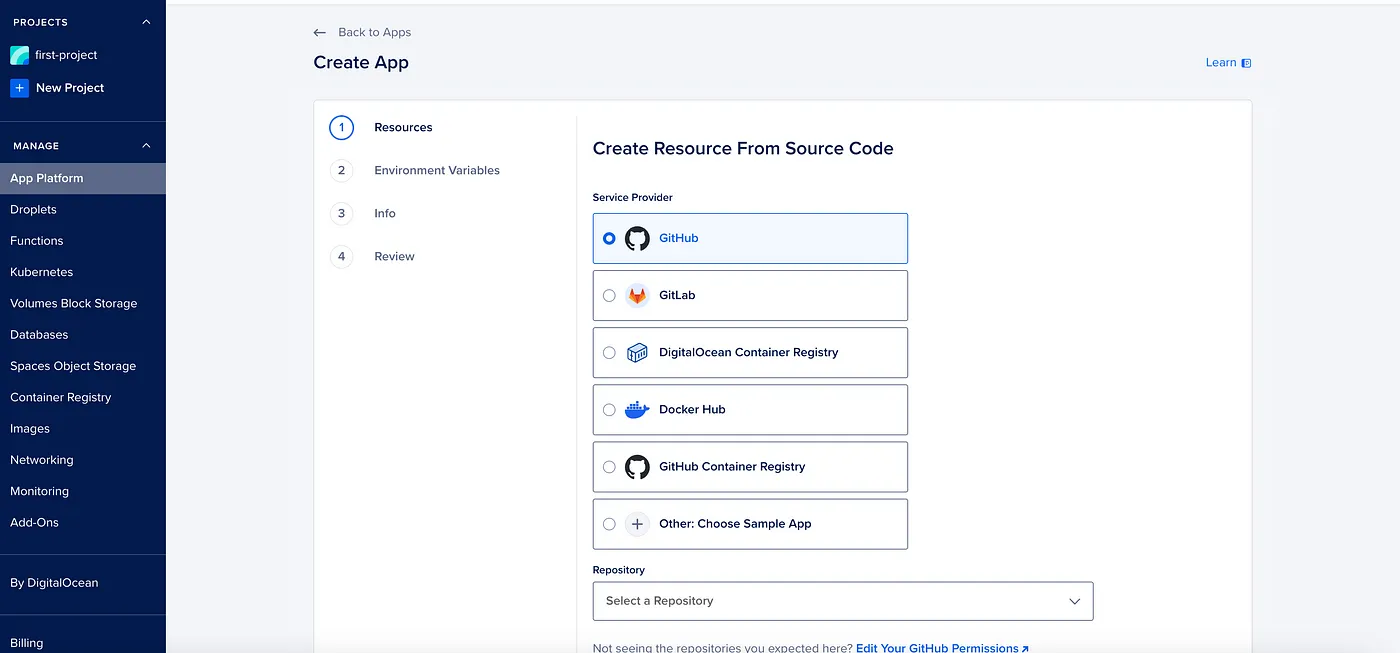 PROJECTS
first-project
New Project
MANAGE
App Platform
Droplets
Functions
Kubernetes
Volumes Block Storage
Databases
Spaces Object Storage
Container Registry
Images
Networking
Monitoring
Add-Ons
By DigitalOcean
Billing
Back to Apps
Create App
Learn
1 Resources
2 Environment Variables
3 Info
4 Review
Create Resource From Source Code
Service Provider
GitHub
GitLab
DigitalOcean Container Registry
Docker Hub
GitHub Container Registry
Other: Choose Sample App
Repository
Select a Repository
Not seeing the repositories you expected here? Edit Your GitHub Permissions